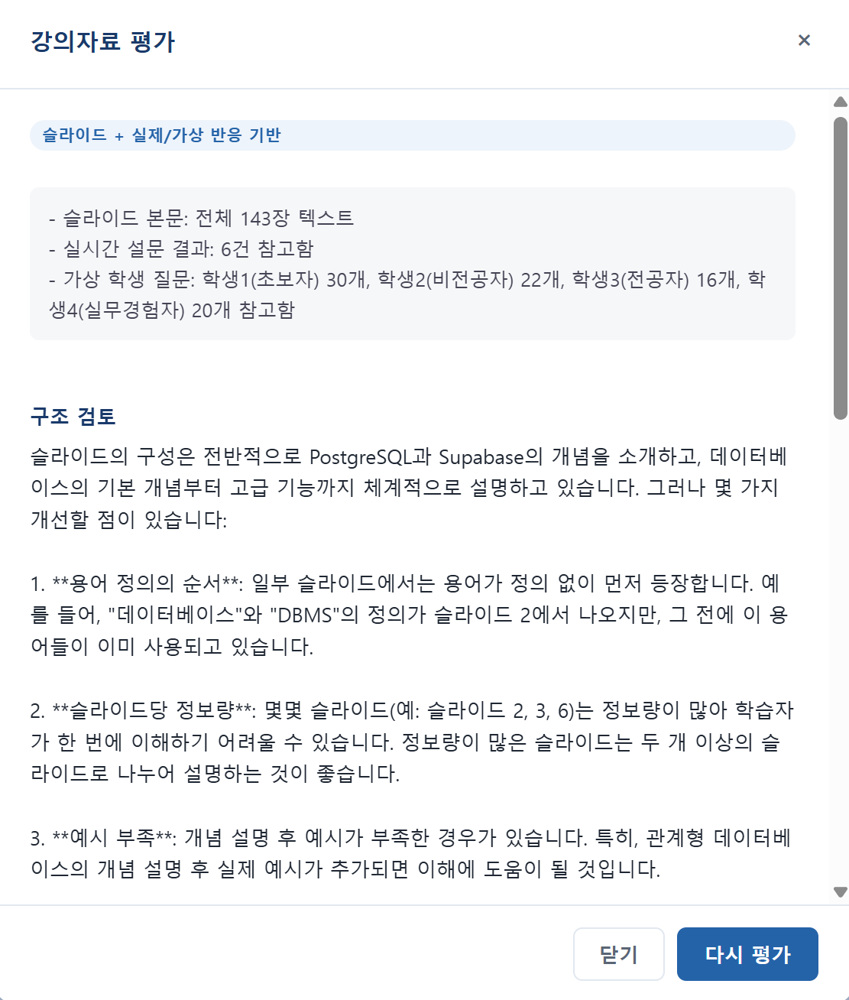 강의자료 평가
×
슬라이드 + 실제/가상 반응 기반
- 슬라이드 본문: 전체 143장 텍스트
- 실시간 설문 결과: 6건 참고함
- 가상 학생 질문: 학생1(초보자) 30개, 학생2(비전공자) 22개, 학생3(전공자) 16개, 학
생4(실무경험자) 20개 참고함
구조 검토
슬라이드의 구성은 전반적으로 PostgreSQL과 Supabase의 개념을 소개하고, 데이터베
이스의 기본 개념부터 고급 기능까지 체계적으로 설명하고 있습니다. 그러나 몇 가지
개선할 점이 있습니다:
1. **용어 정의의 순서**: 일부 슬라이드에서는 용어가 정의 없이 먼저 등장합니다. 예
를 들어, "데이터베이스"와 "DBMS"의 정의가 슬라이드 2에서 나오지만, 그 전에 이 용
어들이 이미 사용되고 있습니다.
2. **슬라이드당 정보량**: 몇몇 슬라이드(예: 슬라이드 2, 3, 6)는 정보량이 많아 학습자
가 한 번에 이해하기 어려울 수 있습니다. 정보량이 많은 슬라이드는 두 개 이상의 슬
라이드로 나누어 설명하는 것이 좋습니다.
3. **예시 부족**: 개념 설명 후 예시가 부족한 경우가 있습니다. 특히, 관계형 데이터베
이스의 개념 설명 후 실제 예시가 추가되면 이해에 도움이 될 것입니다.
닫기
다시 평가